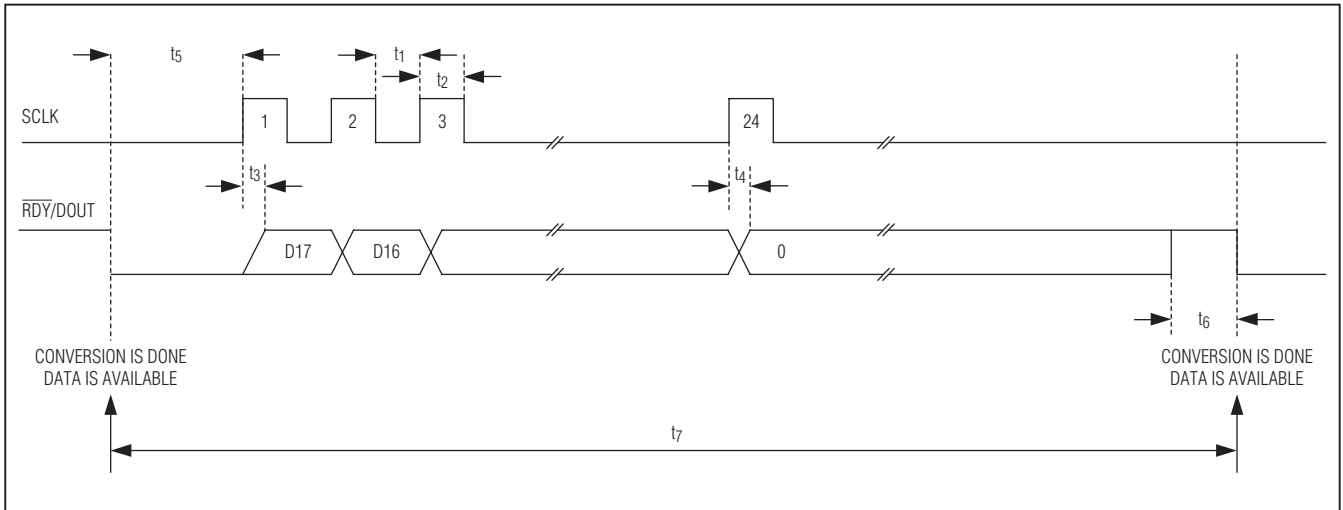 t5
t1
t2
SCLK
1
2
3
24
t3
t4
RDY/DOUT
D17
D16
0
t6
CONVERSION IS DONE
DATA IS AVAILABLE
CONVERSION IS DONE
DATA IS AVAILABLE
t7